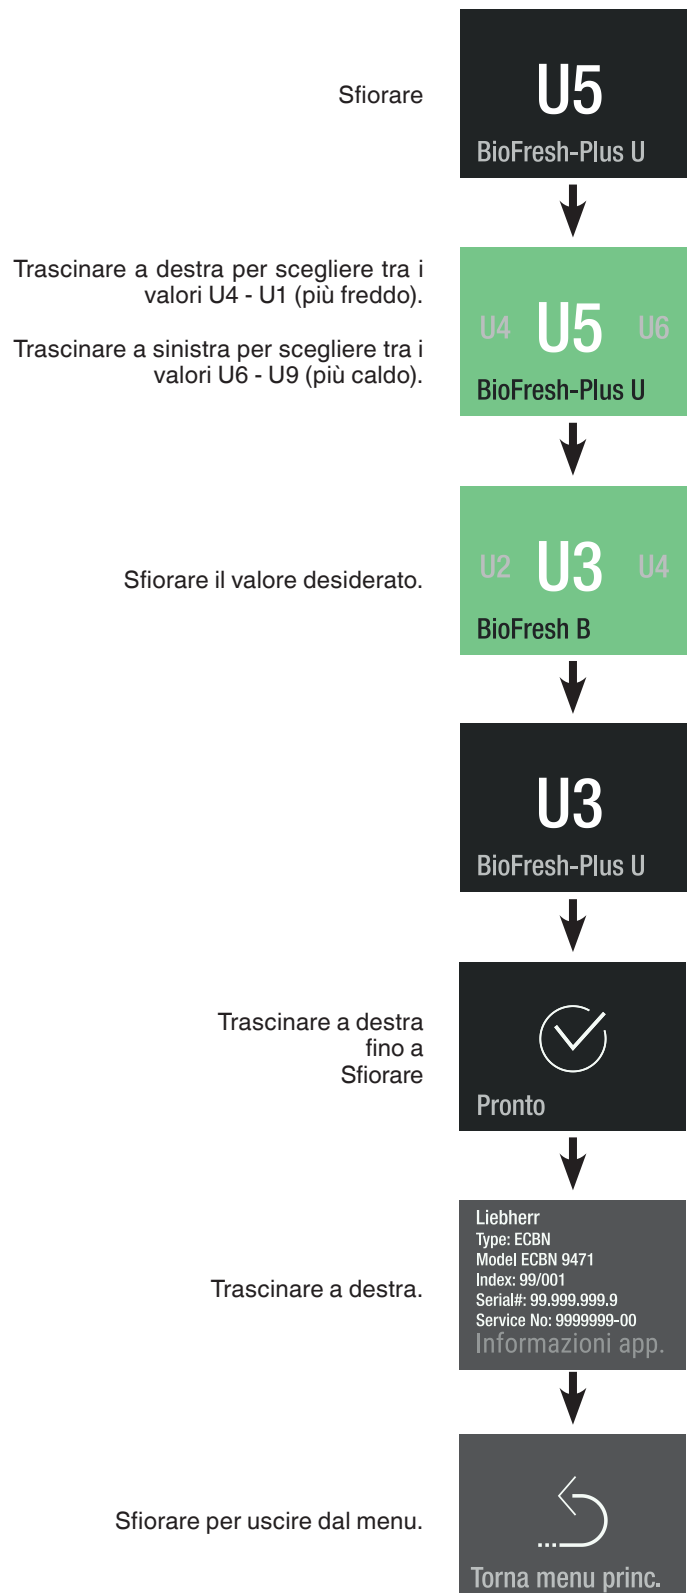 Sfiorare
U5
BioFresh-Plus U
Trascinare a destra per scegliere tra i
valori U4 - U1 (più freddo).
Trascinare a sinistra per scegliere tra i
valori U6 - U9 (più caldo).
U4 U5 U6
BioFresh-Plus U
Sfiorare il valore desiderato.
U2 U3 U4
BioFresh B
U3
BioFresh-Plus U
Trascinare a destra
fino a
Sfiorare
Pronto
Trascinare a destra.
Liebherr
Type: ECBN
Model ECBN 9471
Index: 99/001
Serial#: 99.999.999.9
Service No: 9999999-00
Informazioni app.
Sfiorare per uscire dal menu.
Torna menu princ.